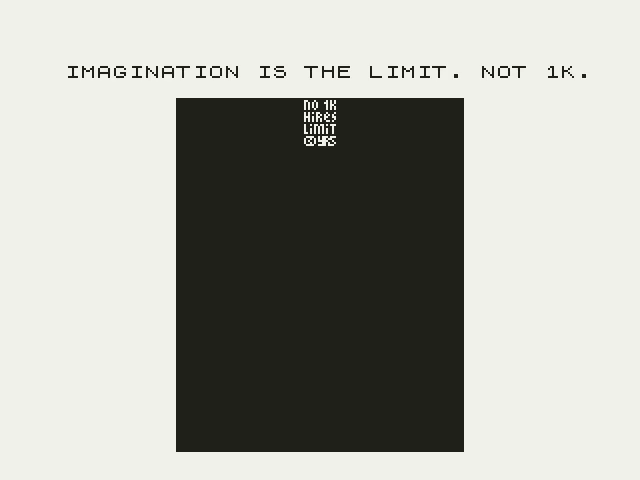 IMAGINATION IS THE LIMIT. NOT 1K.
NO 1K
HiRES
LiMiT